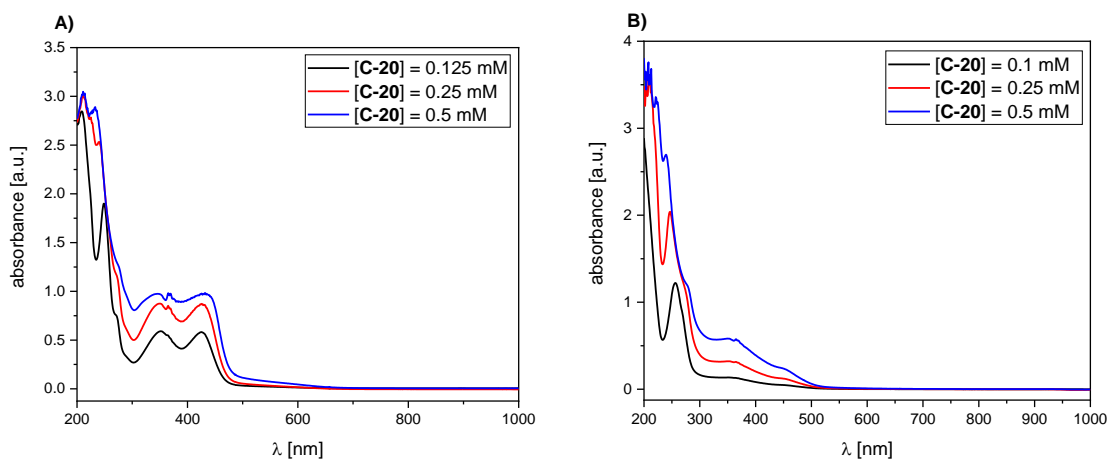 A)
[C-20] = 0.125 mM
[C-20] = 0.25 mM
[C-20] = 0.5 mM
absorbance [a.u.]
3.5
3.0
2.5
2.0
1.5
1.0
0.5
0.0
200 400 600 800 1000
λ [nm]
B)
[C-20] = 0.1 mM
[C-20] = 0.25 mM
[C-20] = 0.5 mM
absorbance [a.u.]
4
3
2
1
0
200 300 400 500 600 700 800 900 1000
λ [nm]